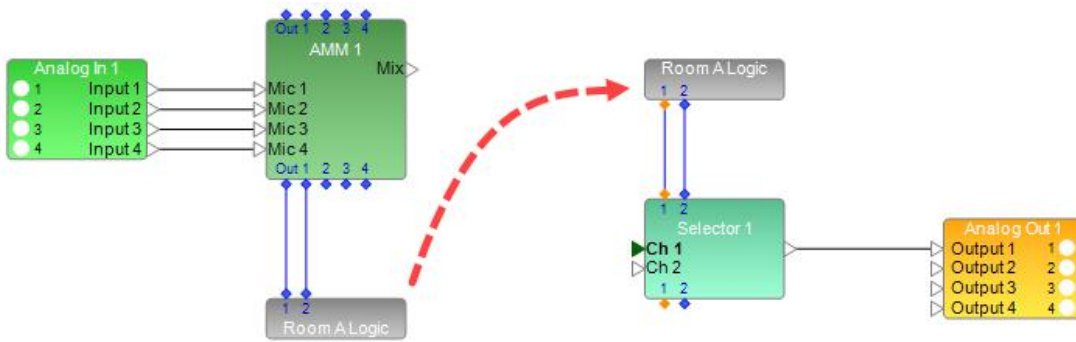 Out 1 2 3 4
AMM 1
Mix
Analog In 1
1 Input 1 Mic 1
2 Input 2 Mic 2
3 Input 3 Mic 3
4 Input 4 Mic 4
Out 1 2 3 4
1 2
Room A Logic
Room A Logic
1 2
1 2
Selector 1
Ch 1
Ch 2
1 2
Analog Out 1
Output 1 1
Output 2 2
Output 3 3
Output 4 4